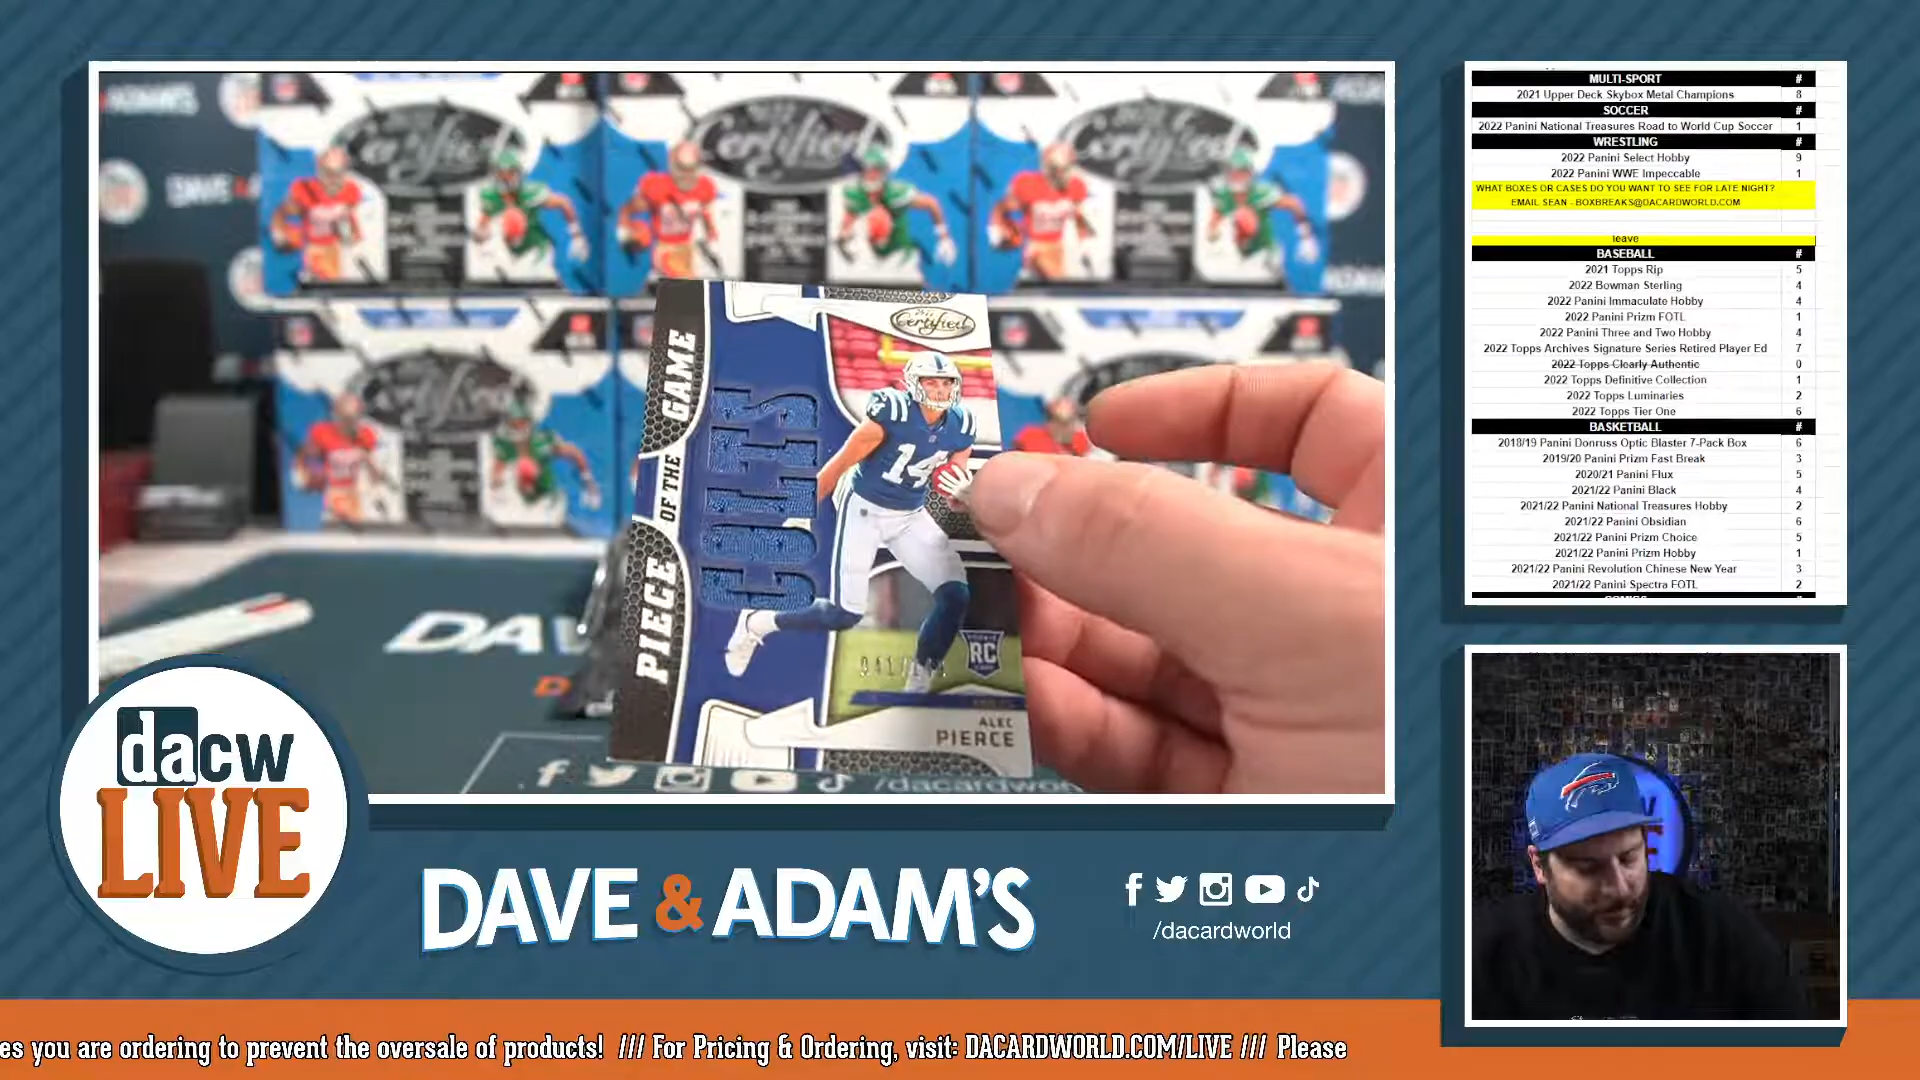 DAVE &
Certified
Certified
Certified
PIECE OF THE GAME
COLTS
Certified
14
RC
ALEC
PIERCE
DAV
/dacardwor
dacw
LIVE
DAVE & ADAM'S
/dacardworld
MULTI-SPORT #
2021 Upper Deck Skybox Metal Champions 8
SOCCER #
2022 Panini National Treasures Road to World Cup Soccer 1
WRESTLING #
2022 Panini Select Hobby 9
2022 Panini WWE Impeccable 1
WHAT BOXES OR CASES DO YOU WANT TO SEE FOR LATE NIGHT?
EMAIL SEAN - BOXBREAKS@DACARDWORLD.COM
leave
BASEBALL #
2021 Topps Rip 5
2022 Bowman Sterling 4
2022 Panini Immaculate Hobby 4
2022 Panini Prizm FOTL 1
2022 Panini Three and Two Hobby 4
2022 Topps Archives Signature Series Retired Player Ed 7
2022 Topps Clearly Authentic 0
2022 Topps Definitive Collection 1
2022 Topps Luminaries 2
2022 Topps Tier One 6
BASKETBALL #
2018/19 Panini Donruss Optic Blaster 7-Pack Box 6
2019/20 Panini Prizm Fast Break 3
2020/21 Panini Flux 5
2021/22 Panini Black 4
2021/22 Panini National Treasures Hobby 2
2021/22 Panini Obsidian 6
2021/22 Panini Prizm Choice 5
2021/22 Panini Prizm Hobby 1
2021/22 Panini Revolution Chinese New Year 3
2021/22 Panini Spectra FOTL 2
es you are ordering to prevent the oversale of products! /// For Pricing & Ordering, visit: DACARDWORLD.COM/LIVE /// Please